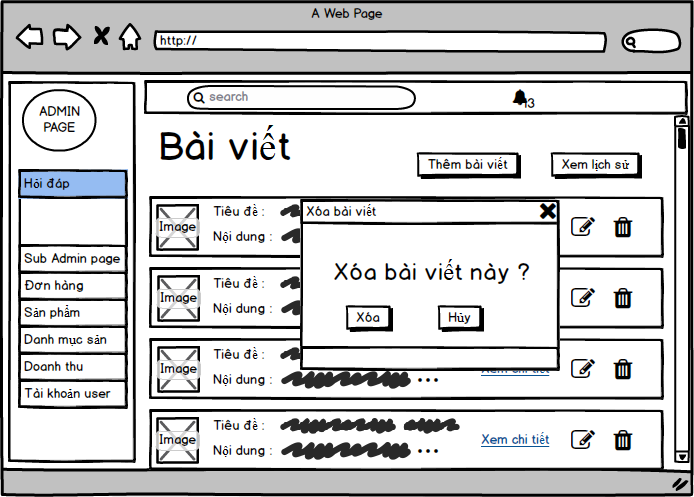 A Web Page
http://
ADMIN
PAGE
search
13
Hỏi đáp
Sub Admin page
Đơn hàng
Sản phẩm
Danh mục sản
Doanh thu
Tài khoản user
Bài viết
Thêm bài viết
Xem lịch sử
Image
Tiêu đề :
Nội dung :
Xóa bài viết
Xóa bài viết này ?
Xóa
Hủy
Image
Tiêu đề :
Nội dung :
Image
Tiêu đề :
Nội dung :
...
Xem chi tiết
Image
Tiêu đề :
Nội dung :
...
Xem chi tiết